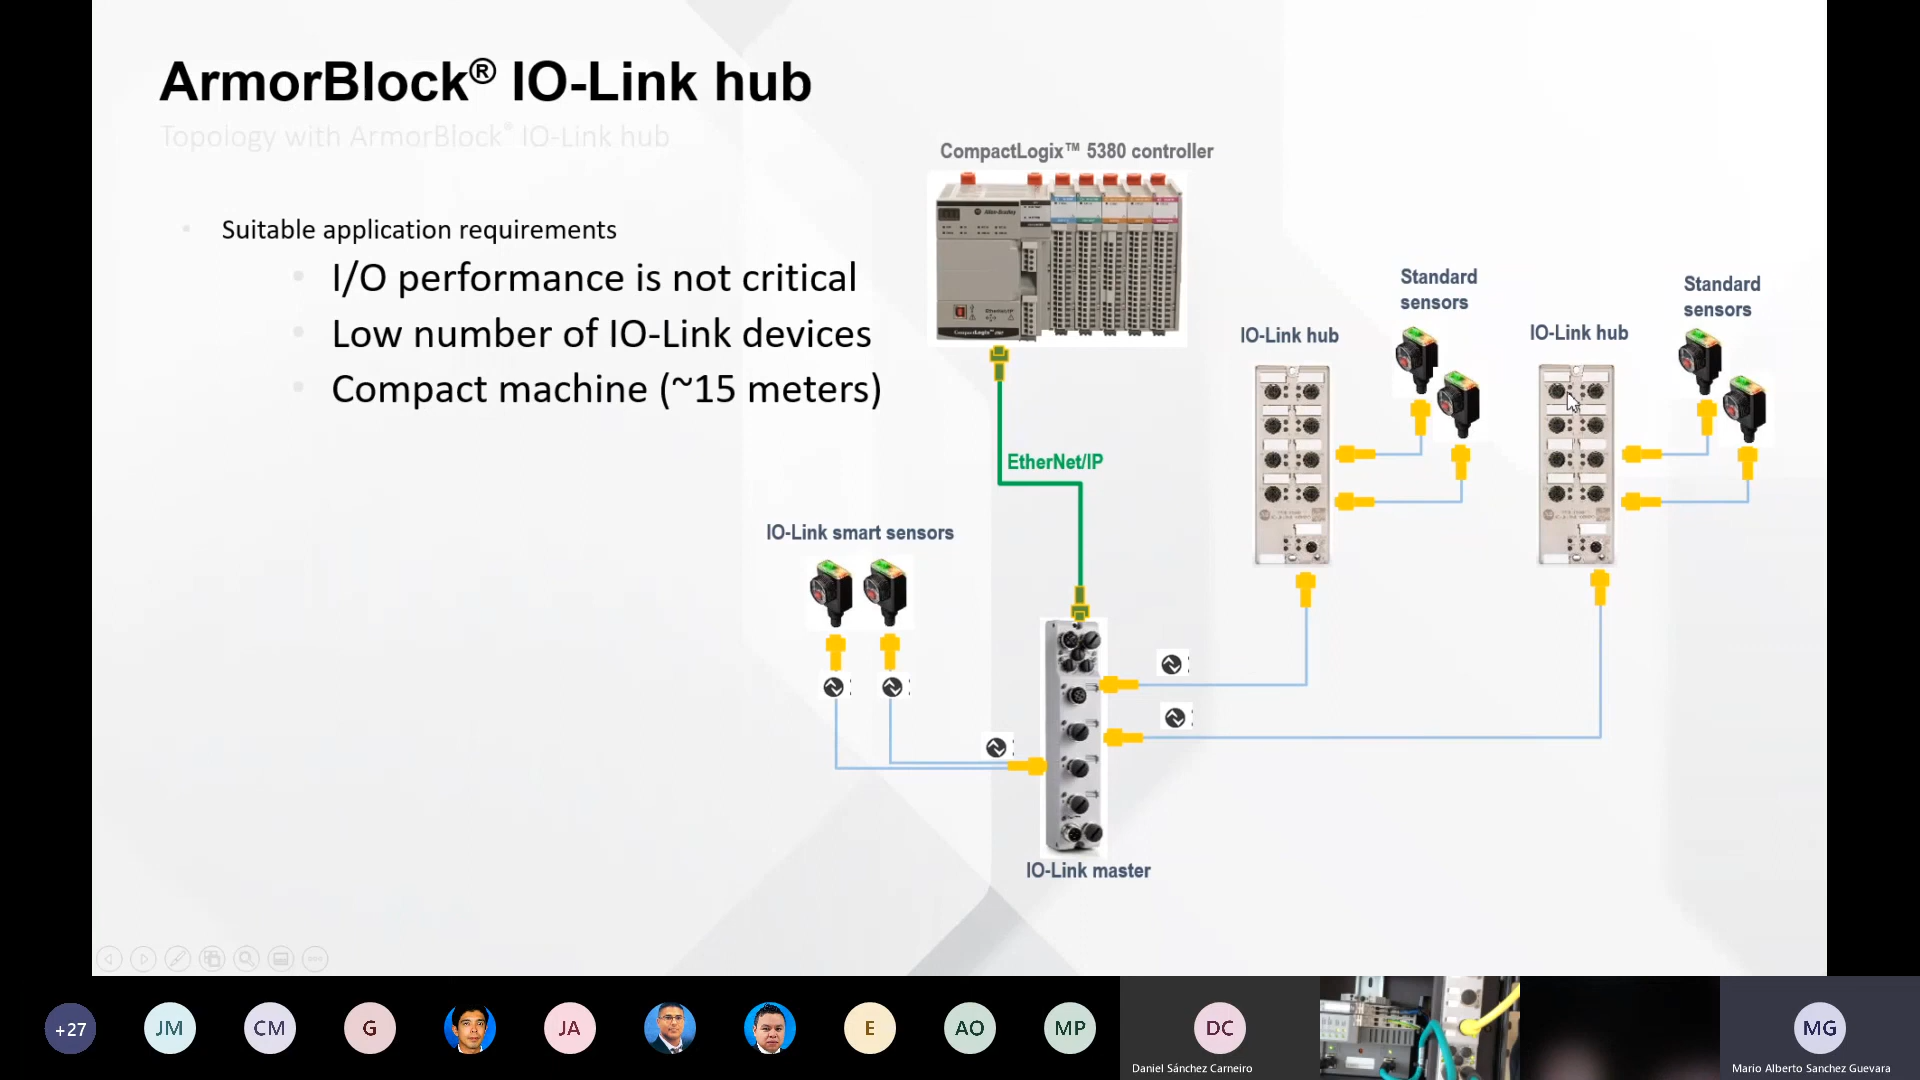 ArmorBlock® IO-Link hub
Topology with ArmorBlock® IO-Link hub
Suitable application requirements
I/O performance is not critical
Low number of IO-Link devices
Compact machine (~15 meters)
CompactLogix™ 5380 controller
Allen-Bradley
EtherNet/IP
IO-Link smart sensors
IO-Link master
IO-Link hub
Standard
sensors
IO-Link hub
Standard
sensors
+27
JM
CM
G
JA
E
AO
MP
DC
Daniel Sánchez Carneiro
MG
Mario Alberto Sanchez Guevara